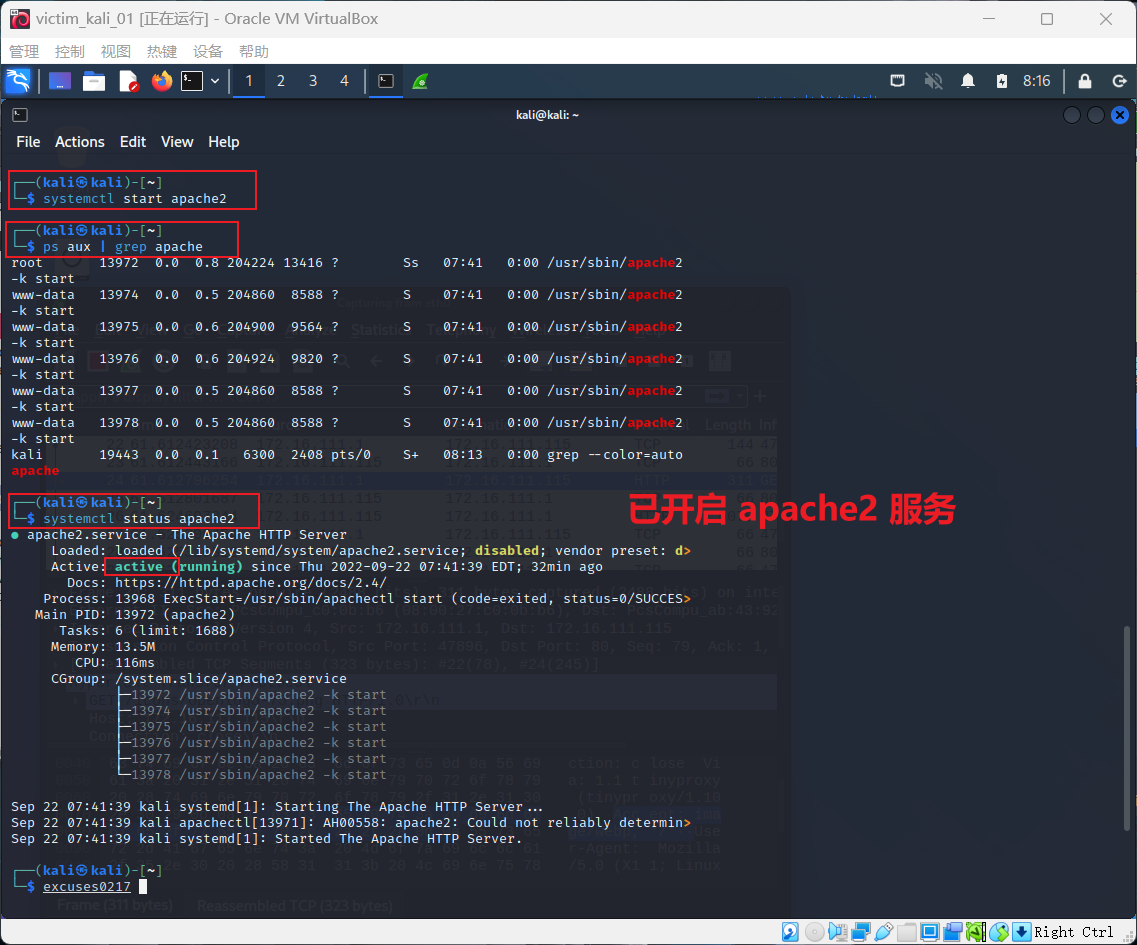 victim_kali_01 [正在运行] - Oracle VM VirtualBox
管理 控制 视图 热键 设备 帮助
1 2 3 4 8:16
kali@kali: ~
File Actions Edit View Help
┌──(kali㉿kali)-[~]
└─$ systemctl start apache2
┌──(kali㉿kali)-[~]
└─$ ps aux | grep apache
root 13972 0.0 0.8 204224 13416 ? Ss 07:41 0:00 /usr/sbin/apache2
-k start
www-data 13974 0.0 0.5 204860 8588 ? S 07:41 0:00 /usr/sbin/apache2
-k start
www-data 13975 0.0 0.6 204900 9564 ? S 07:41 0:00 /usr/sbin/apache2
-k start
www-data 13976 0.0 0.6 204924 9820 ? S 07:41 0:00 /usr/sbin/apache2
-k start
www-data 13977 0.0 0.5 204860 8588 ? S 07:41 0:00 /usr/sbin/apache2
-k start
www-data 13978 0.0 0.5 204860 8588 ? S 07:41 0:00 /usr/sbin/apache2
-k start
kali 19443 0.0 0.1 6300 2408 pts/0 S+ 08:13 0:00 grep --color=auto
apache
┌──(kali㉿kali)-[~]
└─$ systemctl status apache2
已开启 apache2 服务
● apache2.service - The Apache HTTP Server
Loaded: loaded (/lib/systemd/system/apache2.service; disabled; vendor preset: d>
Active: active (running) since Thu 2022-09-22 07:41:39 EDT; 32min ago
Docs: https://httpd.apache.org/docs/2.4/
Process: 13968 ExecStart=/usr/sbin/apachectl start (code=exited, status=0/SUCCES>
Main PID: 13972 (apache2)
Tasks: 6 (limit: 1688)
Memory: 13.5M
CPU: 116ms
CGroup: /system.slice/apache2.service
├─13972 /usr/sbin/apache2 -k start
├─13974 /usr/sbin/apache2 -k start
├─13975 /usr/sbin/apache2 -k start
├─13976 /usr/sbin/apache2 -k start
├─13977 /usr/sbin/apache2 -k start
└─13978 /usr/sbin/apache2 -k start
Sep 22 07:41:39 kali systemd[1]: Starting The Apache HTTP Server...
Sep 22 07:41:39 kali apachectl[13971]: AH00558: apache2: Could not reliably determin>
Sep 22 07:41:39 kali systemd[1]: Started The Apache HTTP Server.
┌──(kali㉿kali)-[~]
└─$ excuses0217
Frame (311 bytes) Reassembled TCP (323 bytes)
Right Ctrl